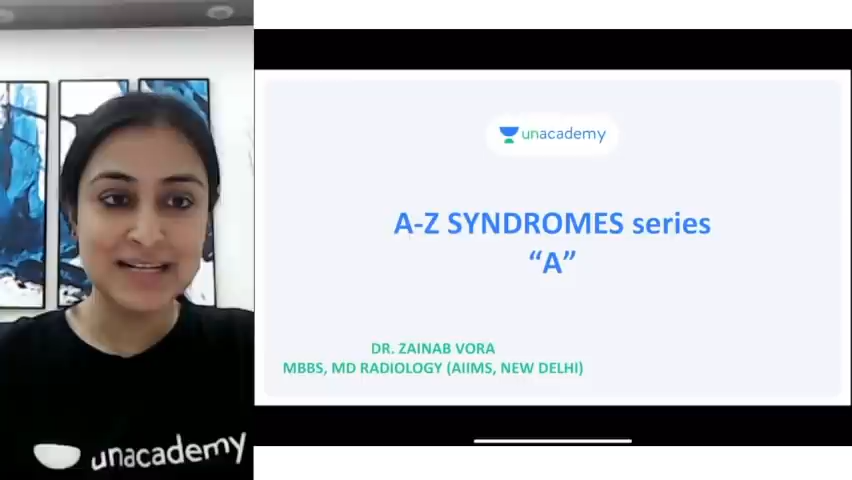 unacademy
unacademy
A-Z SYNDROMES series
“A”
DR. ZAINAB VORA
MBBS, MD RADIOLOGY (AIIMS, NEW DELHI)